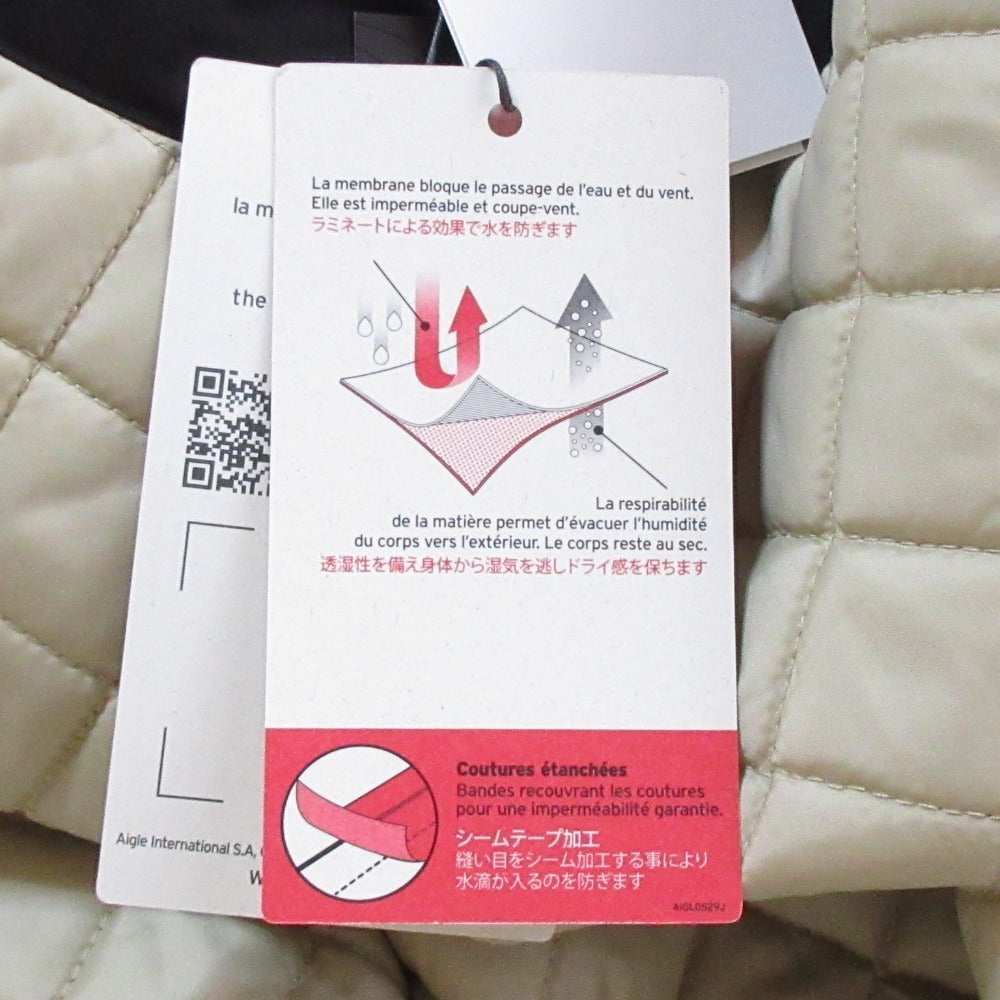 La membrane bloque le passage de l'eau et du vent.
Elle est imperméable et coupe-vent.
ラミネートによる効果で水を防ぎます
la m
the
La respirabilité
de la matière permet d'évacuer l'humidité
du corps vers l'extérieur. Le corps reste au sec.
透湿性を備え身体から湿気を逃しドライ感を保ちます
Coutures étanchées
Bandes recouvrant les coutures
pour une imperméabilité garantie.
シームテープ加工
縫い目をシーム加工する事により
水滴が入るのを防ぎます
AIGL0529J
Aigle International S.A,
W